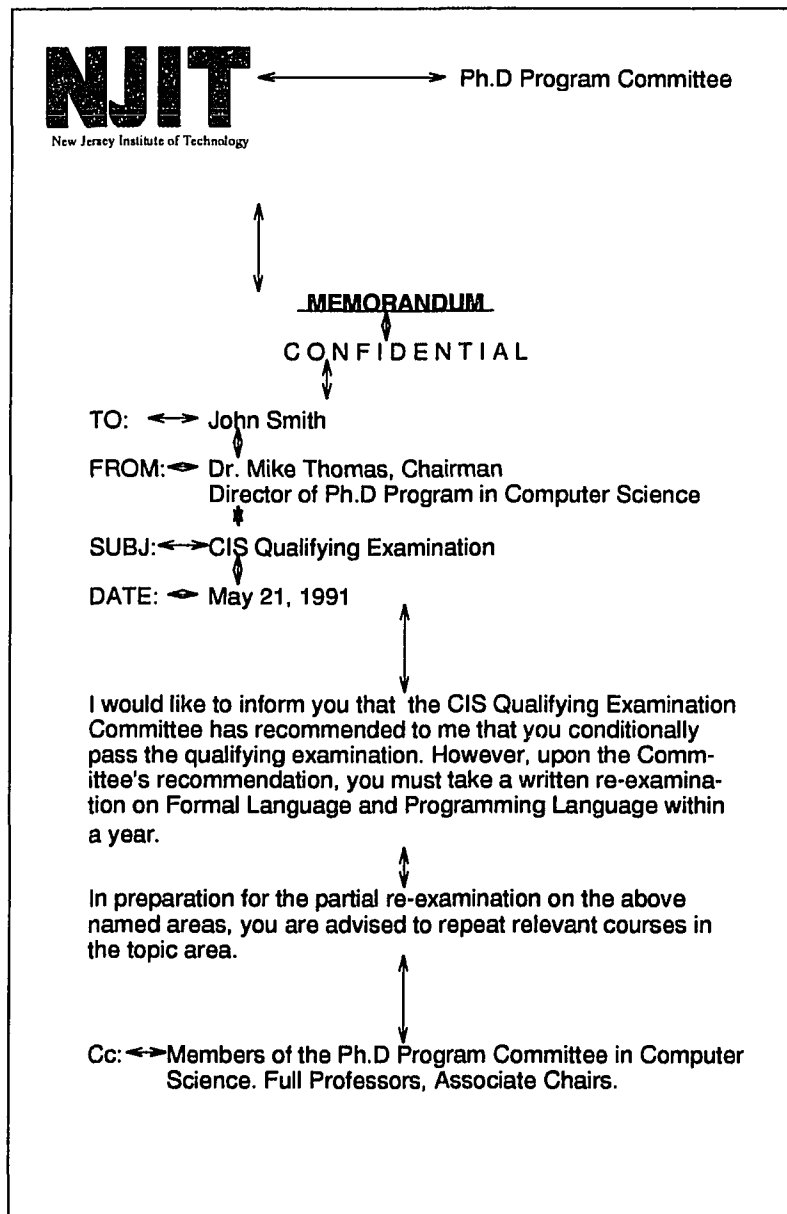 NJIT Ph.D Program Committee
New Jersey Institute of Technology
MEMORANDUM
CONFIDENTIAL
TO: John Smith
FROM: Dr. Mike Thomas, Chairman
Director of Ph.D Program in Computer Science
SUBJ: CIS Qualifying Examination
DATE: May 21, 1991
I would like to inform you that the CIS Qualifying Examination
Committee has recommended to me that you conditionally
pass the qualifying examination. However, upon the Comm-
ittee's recommendation, you must take a written re-examina-
tion on Formal Language and Programming Language within
a year.
In preparation for the partial re-examination on the above
named areas, you are advised to repeat relevant courses in
the topic area.
Cc: Members of the Ph.D Program Committee in Computer
Science. Full Professors, Associate Chairs.